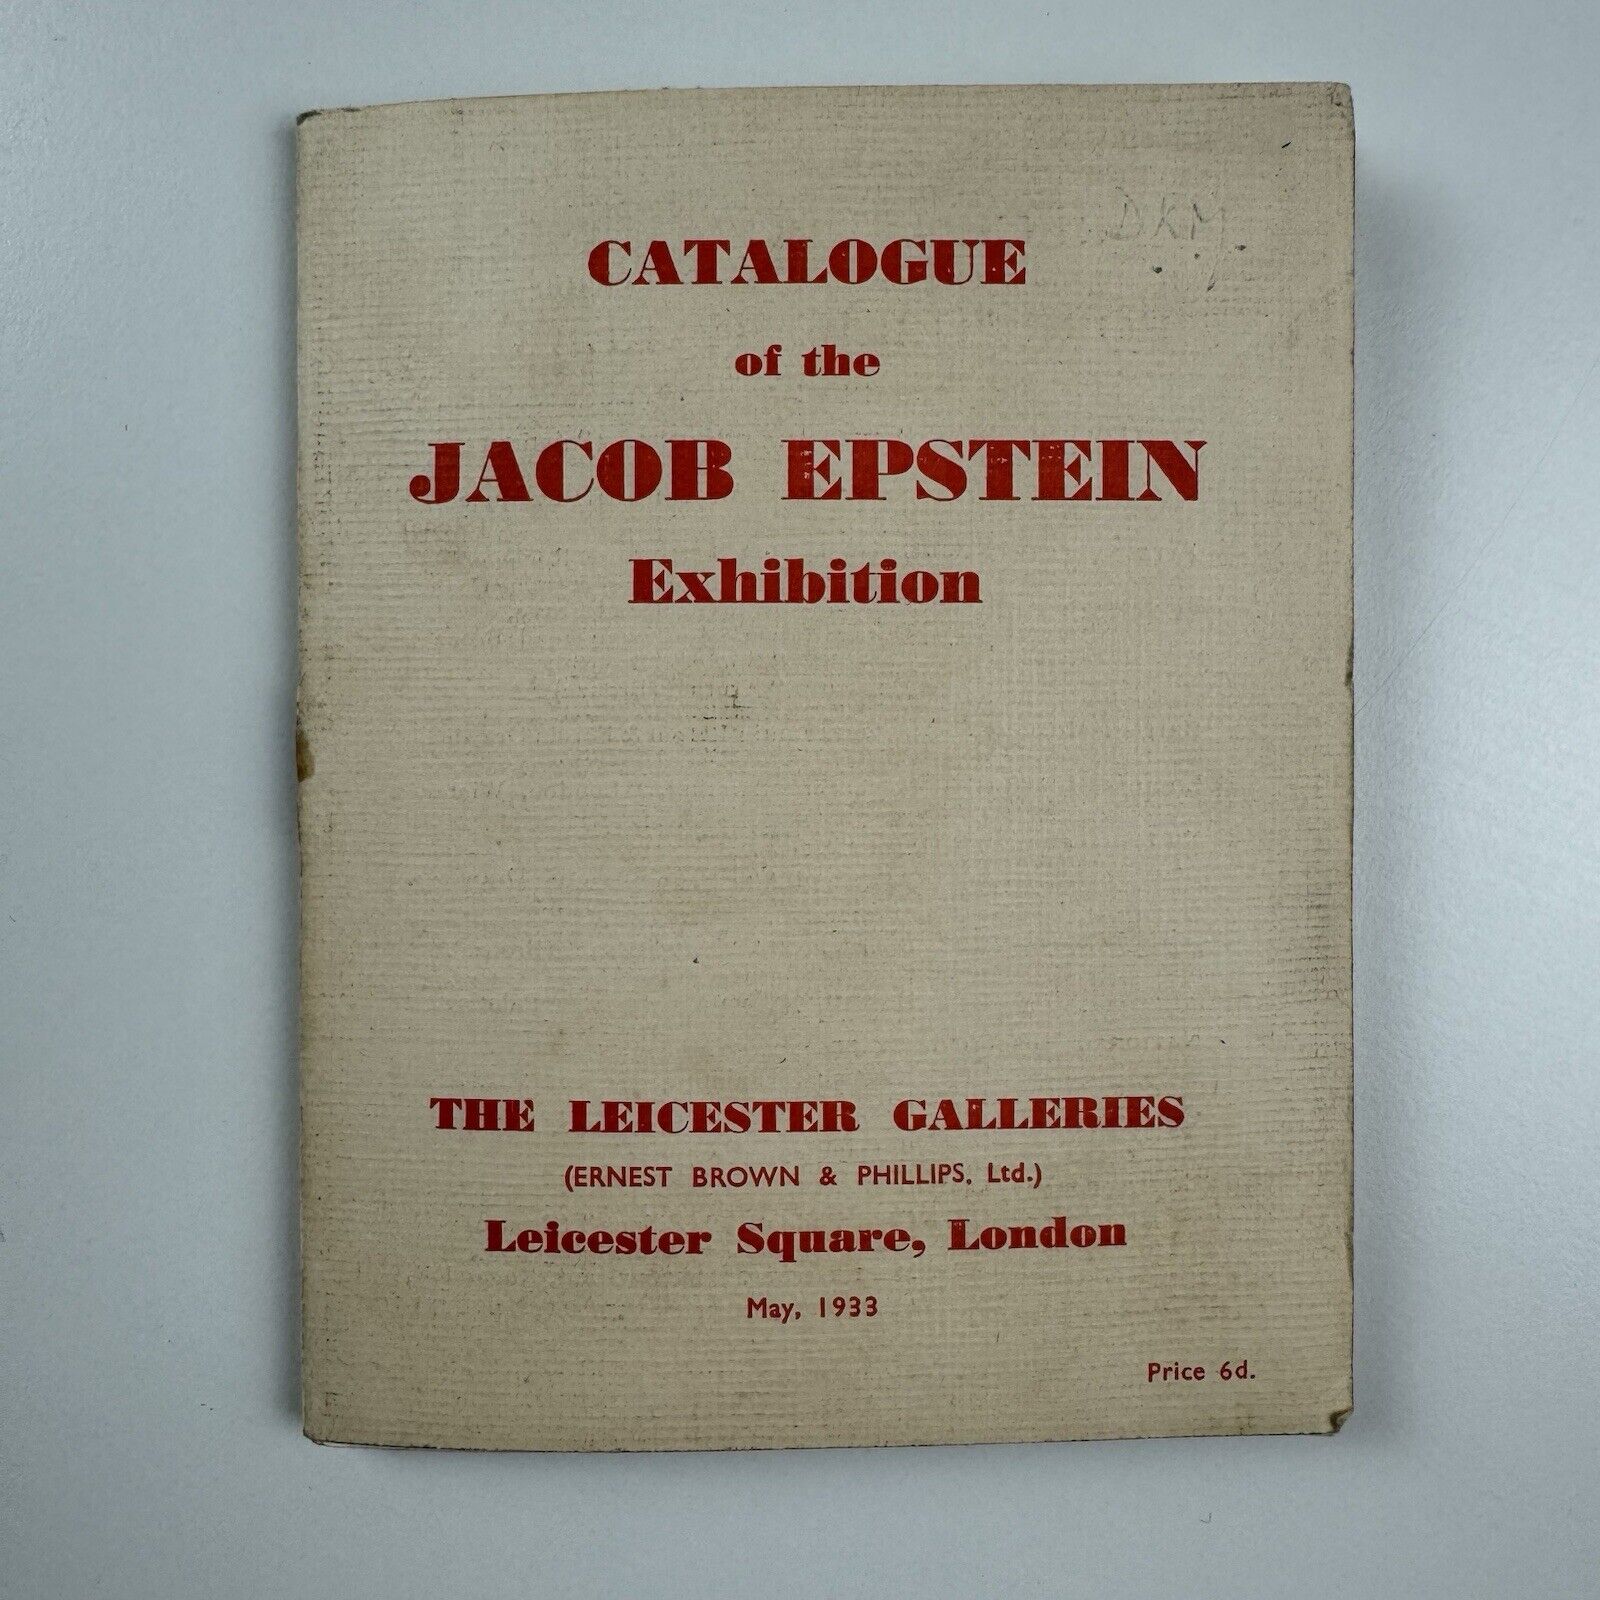 DKM
CATALOGUE
of the
JACOB EPSTEIN
Exhibition
THE LEICESTER GALLERIES
(ERNEST BROWN & PHILLIPS, Ltd.)
Leicester Square, London
May, 1933
Price 6d.